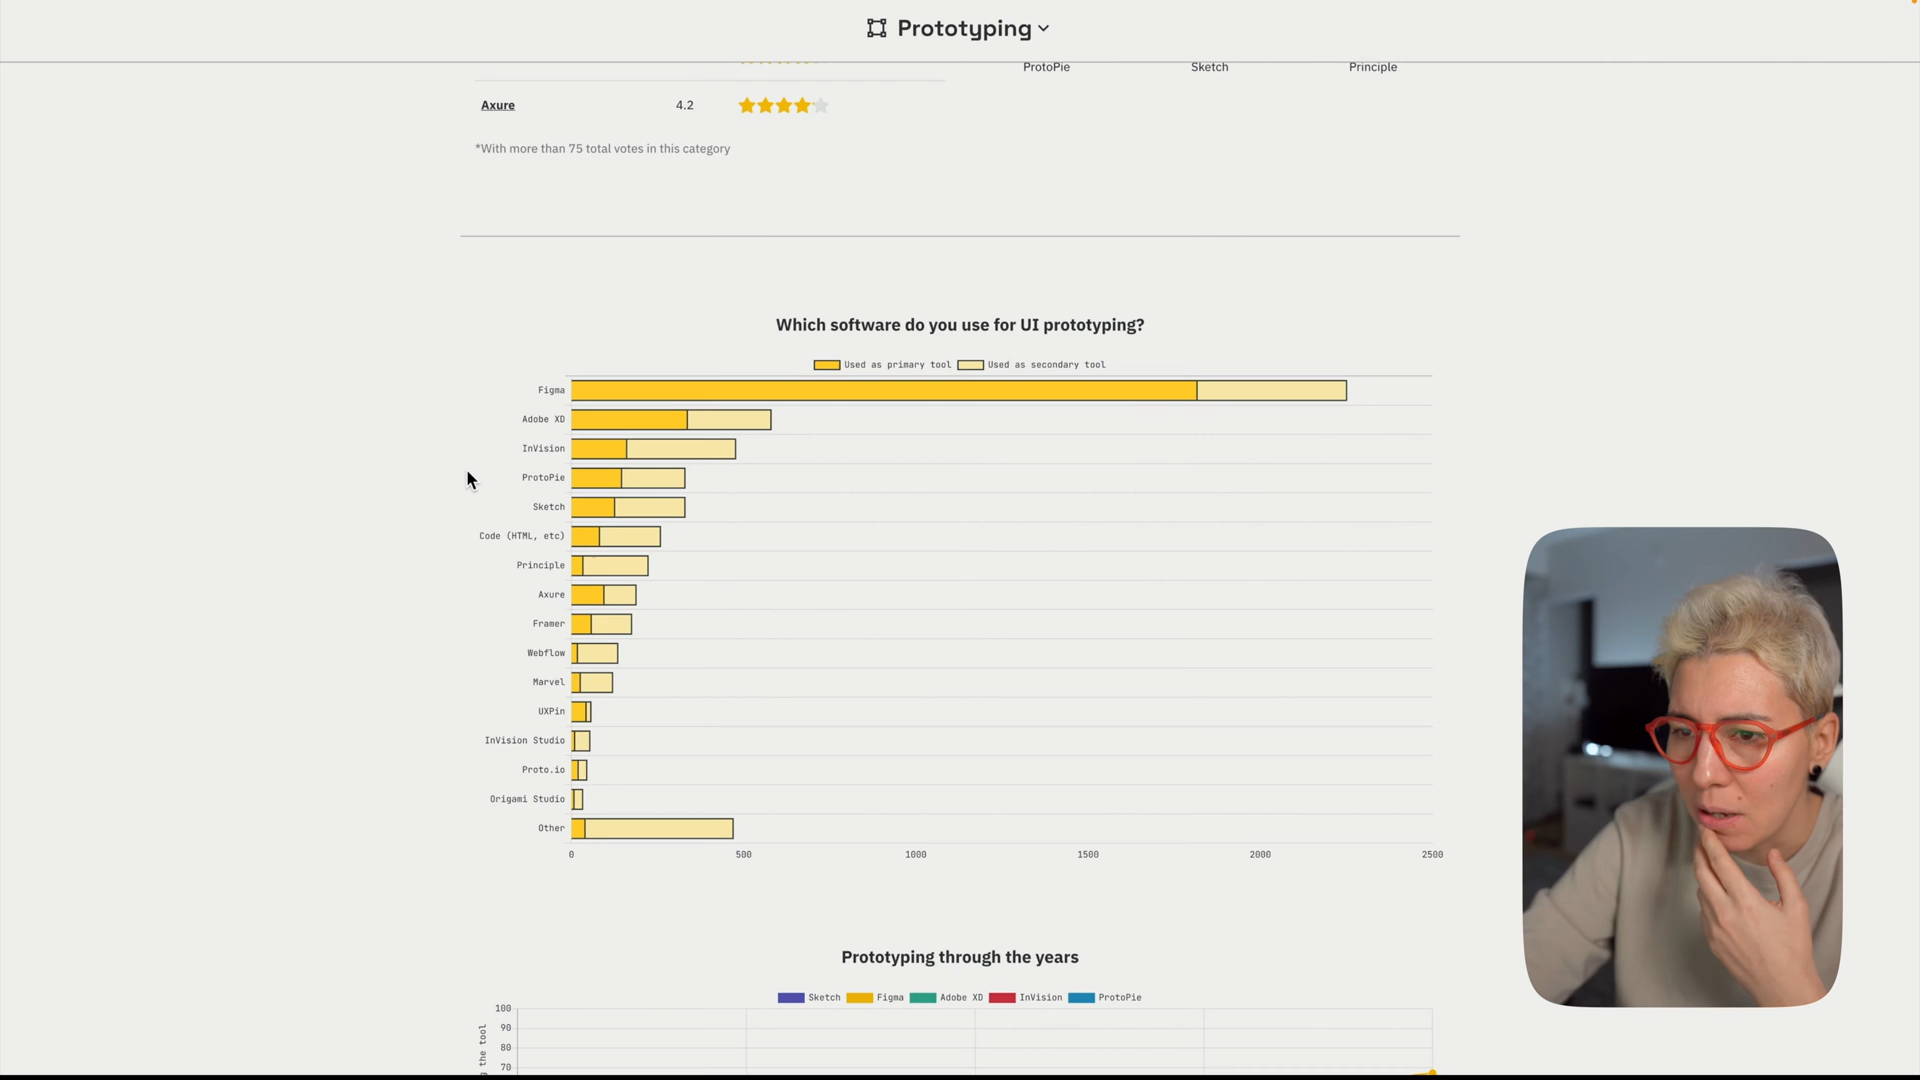 Prototyping
ProtoPie Sketch Principle
Axure 4.2
*With more than 75 total votes in this category
Which software do you use for UI prototyping?
Used as primary tool Used as secondary tool
Figma
Adobe XD
InVision
ProtoPie
Sketch
Code (HTML, etc)
Principle
Axure
Framer
Webflow
Marvel
UXPin
InVision Studio
Proto.io
Origami Studio
Other
0 500 1000 1500 2000 2500
Prototyping through the years
Sketch Figma Adobe XD InVision ProtoPie
100
90
80
70
the tool